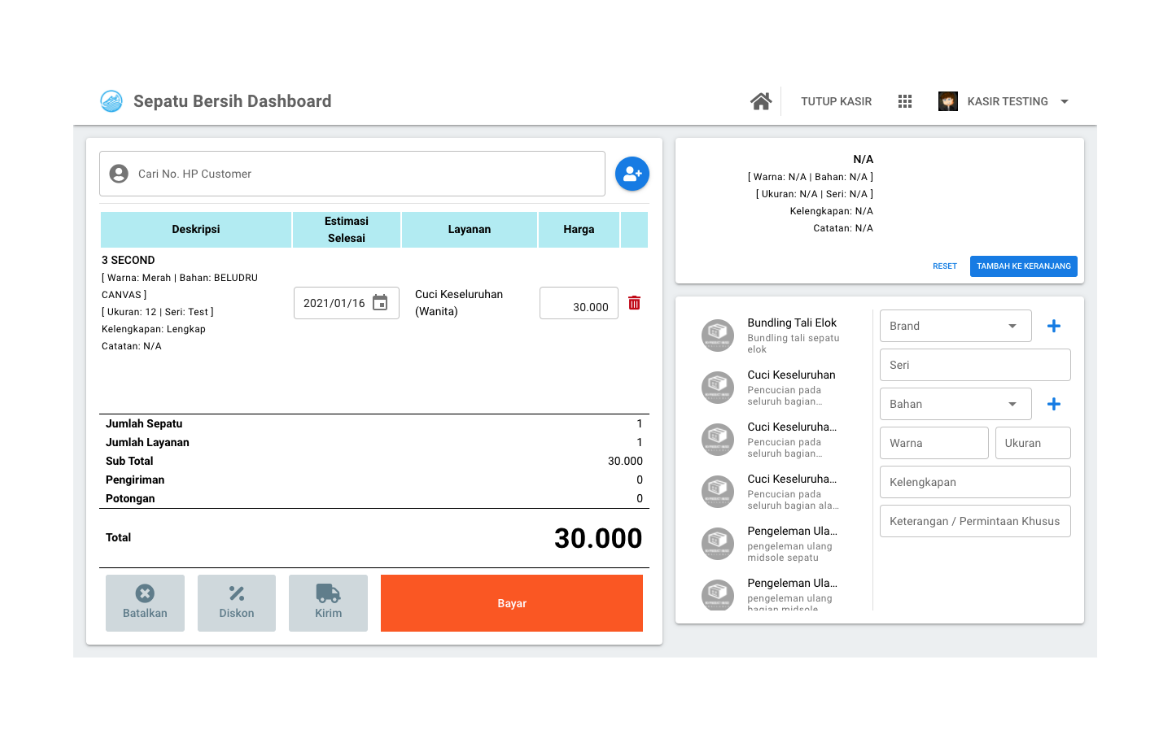 Sepatu Bersih Dashboard
TUTUP KASIR
KASIR TESTING
Cari No. HP Customer
Deskripsi
Estimasi
Selesai
Layanan
Harga
3 SECOND
[ Warna: Merah | Bahan: BELUDRU
CANVAS ]
[ Ukuran: 12 | Seri: Test ]
Kelengkapan: Lengkap
Catatan: N/A
2021/01/16
Cuci Keseluruhan
(Wanita)
30.000
Jumlah Sepatu 1
Jumlah Layanan 1
Sub Total 30.000
Pengiriman 0
Potongan 0
Total 30.000
Batalkan
Diskon
Kirim
Bayar
N/A
[ Warna: N/A | Bahan: N/A ]
[ Ukuran: N/A | Seri: N/A ]
Kelengkapan: N/A
Catatan: N/A
RESET
TAMBAH KE KERANJANG
Bundling Tali Elok
Bundling tali sepatu
elok
Cuci Keseluruhan
Pencucian pada
seluruh bagian...
Cuci Keseluruha...
Pencucian pada
seluruh bagian...
Cuci Keseluruha...
Pencucian pada
seluruh bagian ala...
Pengeleman Ula...
pengeleman ulang
midsole sepatu
Pengeleman Ula...
pengeleman ulang
bagian midsole
Brand
Seri
Bahan
Warna
Ukuran
Kelengkapan
Keterangan / Permintaan Khusus